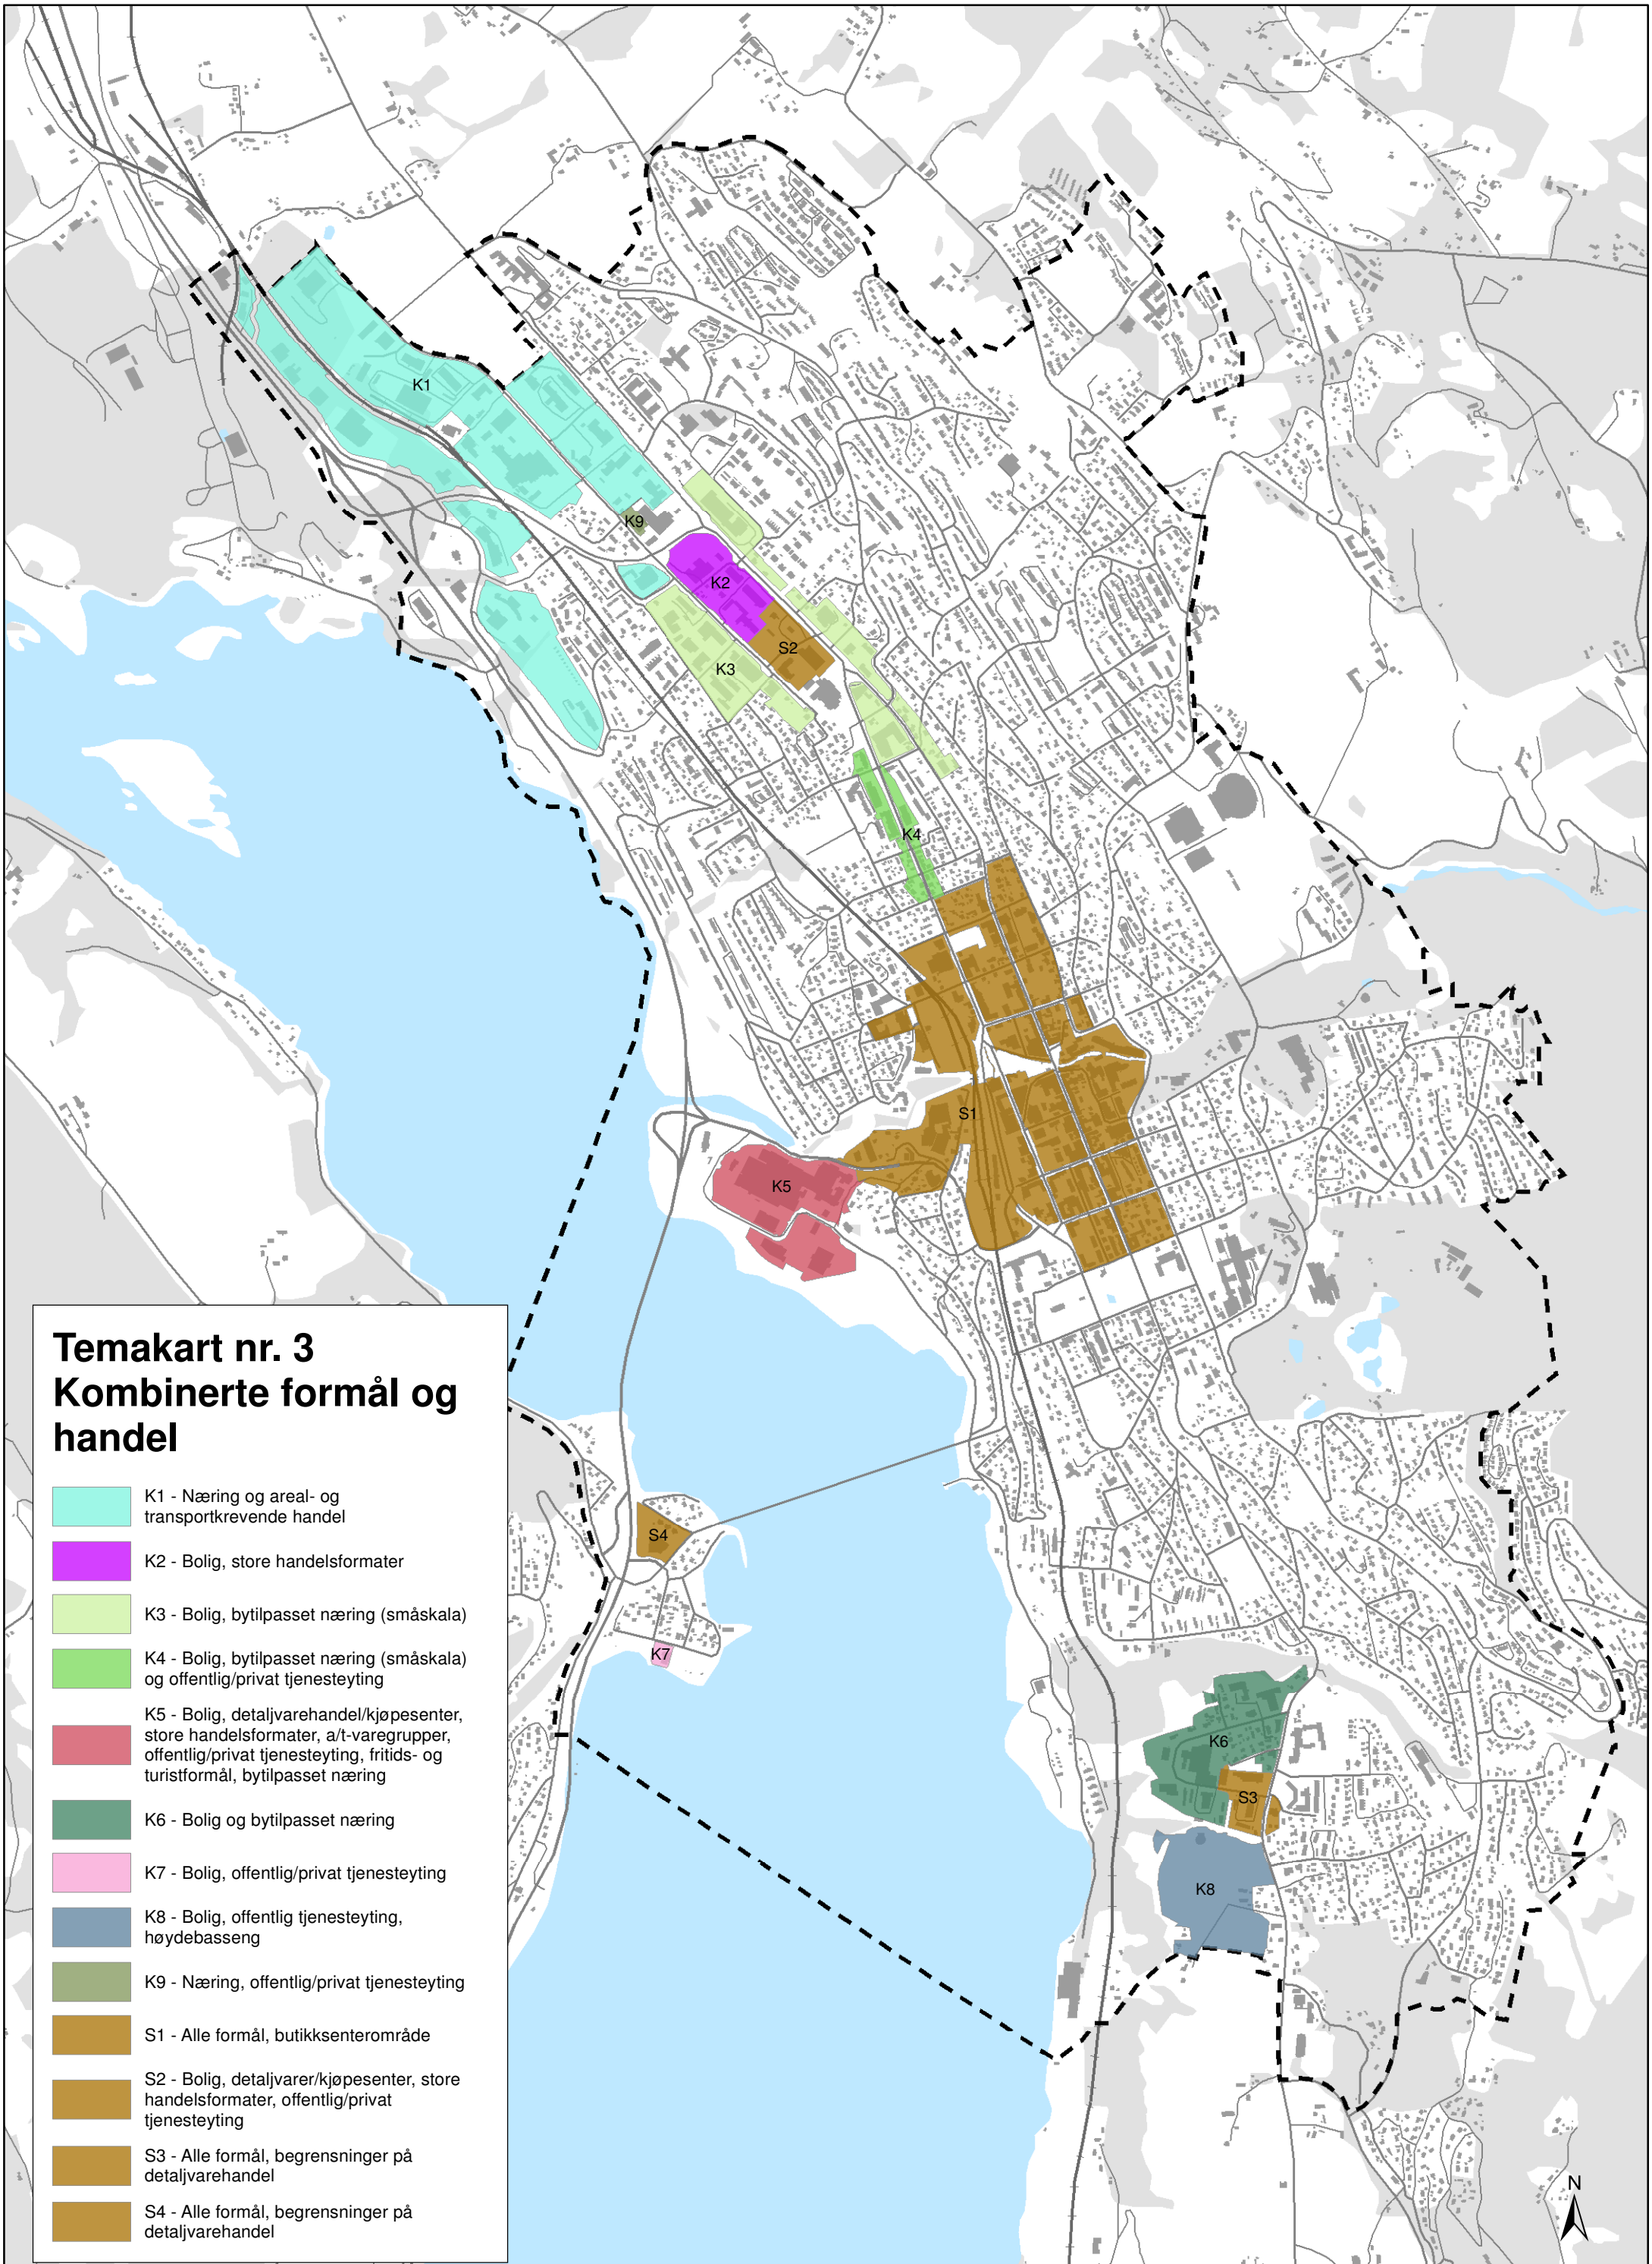 K1
K9
K2
S2
K3
K4
S1
K5
S4
K7
K6
S3
K8
N
Temakart nr. 3
Kombinerte formål og
handel
K1 - Næring og areal- og
transportkrevende handel
K2 - Bolig, store handelsformater
K3 - Bolig, bytilpasset næring (småskala)
K4 - Bolig, bytilpasset næring (småskala)
og offentlig/privat tjenesteyting
K5 - Bolig, detaljvarehandel/kjøpesenter,
store handelsformater, a/t-varegrupper,
offentlig/privat tjenesteyting, fritids- og
turistformål, bytilpasset næring
K6 - Bolig og bytilpasset næring
K7 - Bolig, offentlig/privat tjenesteyting
K8 - Bolig, offentlig tjenesteyting,
høydebasseng
K9 - Næring, offentlig/privat tjenesteyting
S1 - Alle formål, butikksenterområde
S2 - Bolig, detaljvarer/kjøpesenter, store
handelsformater, offentlig/privat
tjenesteyting
S3 - Alle formål, begrensninger på
detaljvarehandel
S4 - Alle formål, begrensninger på
detaljvarehandel